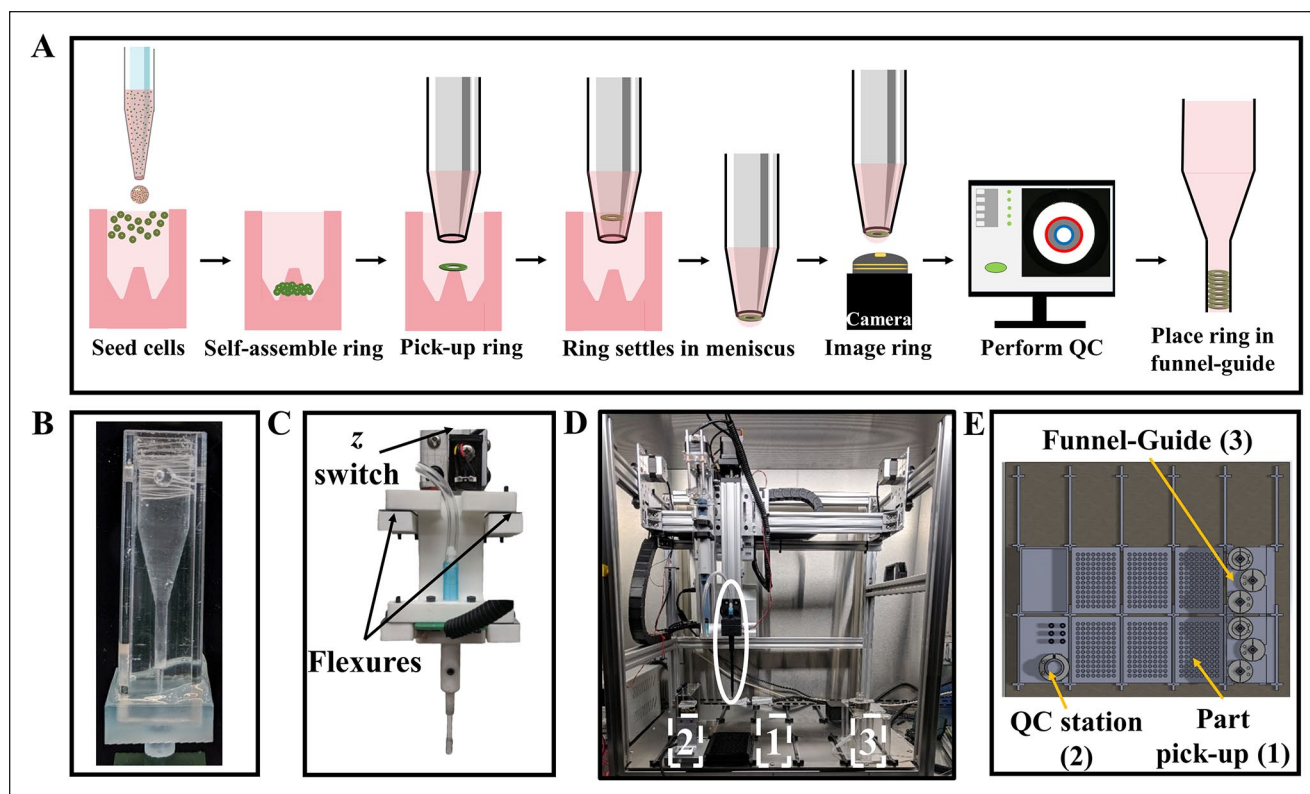 A
Seed cells
Self-assemble ring
Pick-up ring
Ring settles in meniscus
Camera
Image ring
Perform QC
Place ring in
funnel-guide
B
C
z
switch
Flexures
D
2
1
3
E
Funnel-Guide (3)
QC station
(2)
Part
pick-up (1)